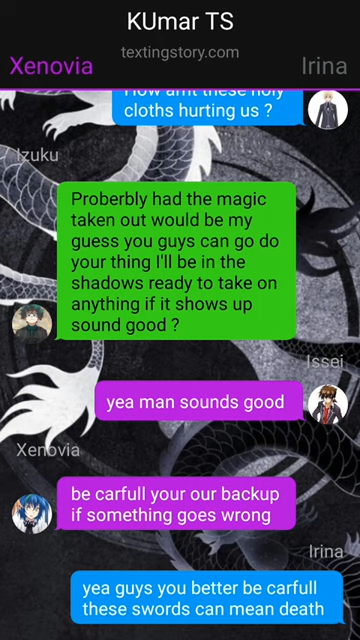 KUmar TS
textingstory.com
Xenovia
Irina
How amt these holy
cloths hurting us ?
Izuku
Proberbly had the magic
taken out would be my
guess you guys can go do
your thing I'll be in the
shadows ready to take on
anything if it shows up
sound good ?
Issei
yea man sounds good
Xenovia
be carfull your our backup
if something goes wrong
Irina
yea guys you better be carfull
these swords can mean death